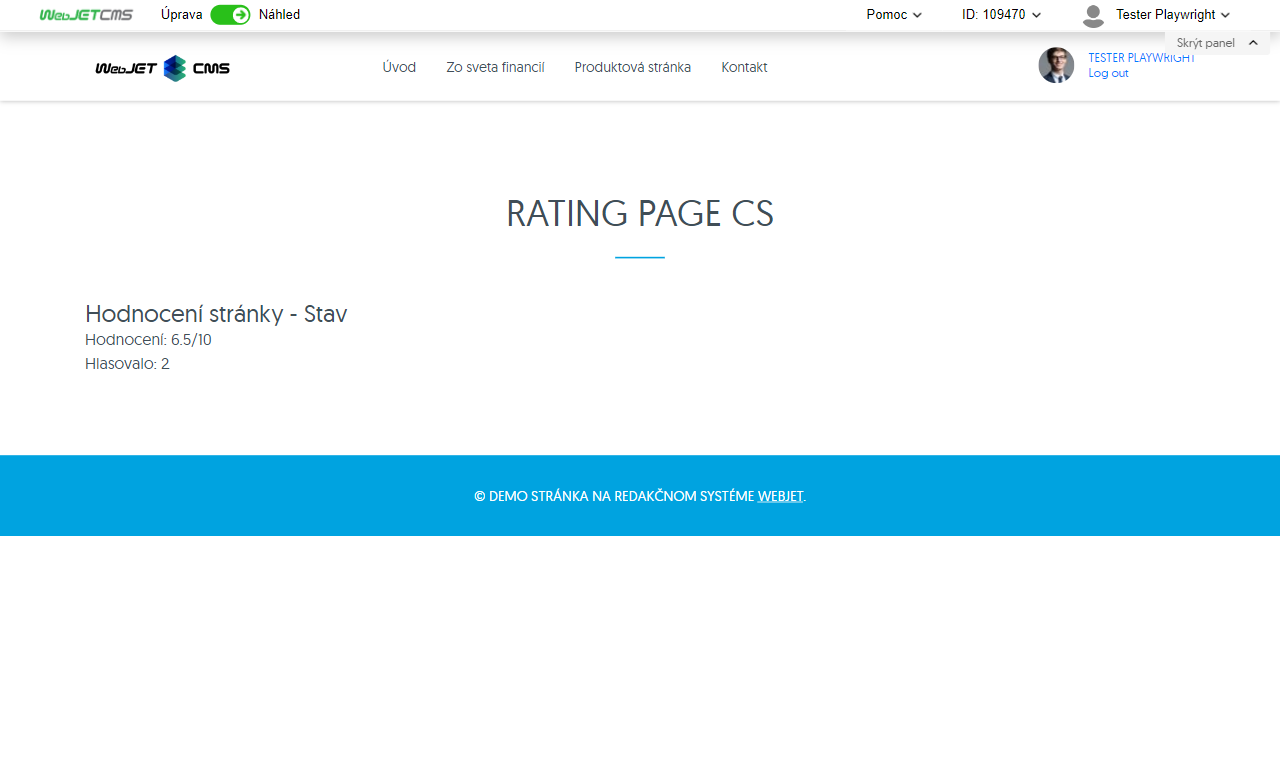 WebJETCMS Úprava Náhled Pomoc ID: 109470 Tester Playwright
Skrýt panel
WebJET CMS Úvod Zo sveta financií Produktová stránka Kontakt TESTER PLAYWRIGHT
Log out
RATING PAGE CS
Hodnocení stránky - Stav
Hodnocení: 6.5/10
Hlasovalo: 2
© DEMO STRÁNKA NA REDAKČNOM SYSTÉME WEBJET.